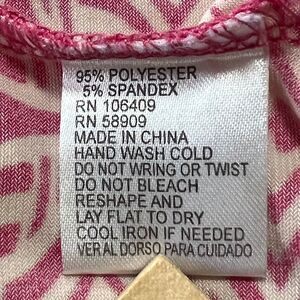 95% POLYESTER
5% SPANDEX
RN 106409
RN 58909
MADE IN CHINA
HAND WASH COLD
DO NOT WRING OR TWIST
DO NOT BLEACH
RESHAPE AND
LAY FLAT TO DRY
COOL IRON IF NEEDED
VER AL DORSO PARA CUIDADO